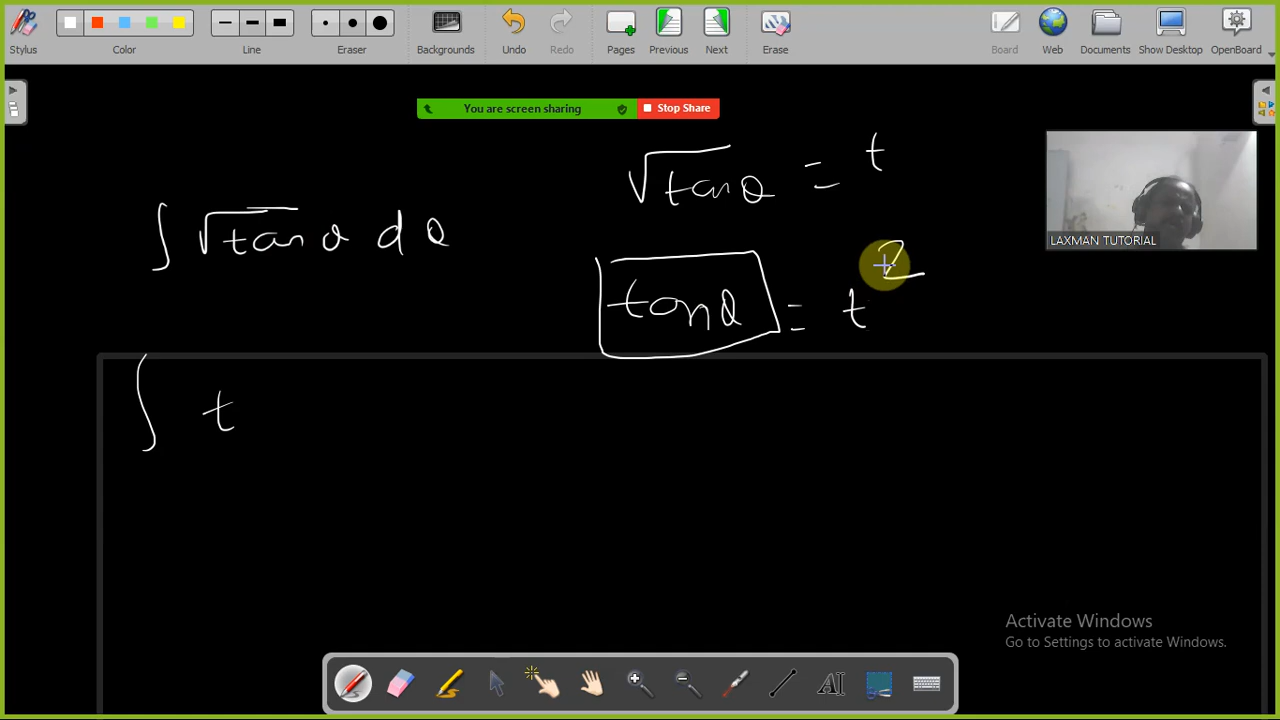 Stylus
Color
Line
Eraser
Backgrounds
Undo
Redo
Pages
Previous
Next
Erase
Board
Web
Documents
Show Desktop
OpenBoard
You are screen sharing
Stop Share
√tanθ = t
∫ √tanθ dθ
LAXMAN TUTORIAL
tanθ = t²
∫ t
Activate Windows
Go to Settings to activate Windows.
AI